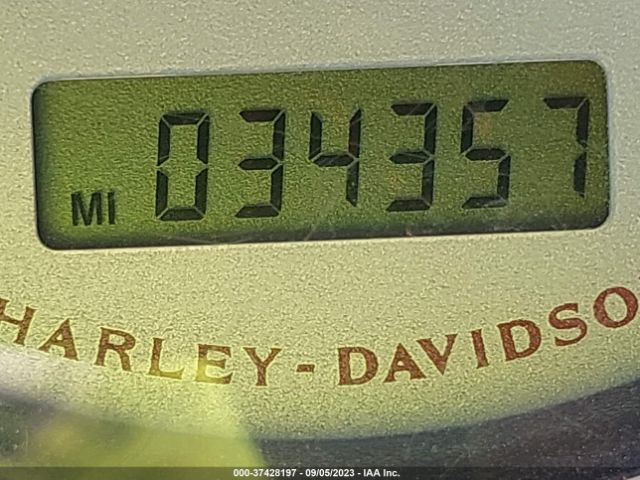 MI 034357
HARLEY-DAVIDSO
000-37428197 - 09/05/2023 - IAA Inc.